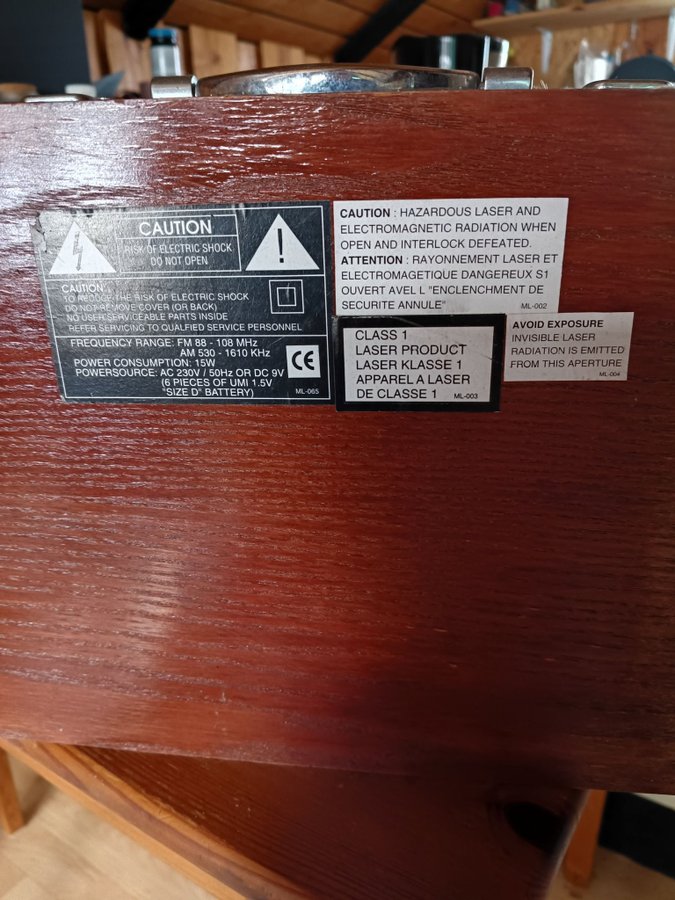 CAUTION
RISK OF ELECTRIC SHOCK
DO NOT OPEN
CAUTION:
TO REDUCE THE RISK OF ELECTRIC SHOCK
DO NOT REMOVE COVER (OR BACK)
NO USER SERVICEABLE PARTS INSIDE
REFER SERVICING TO QUALFIED SERVICE PERSONNEL
FREQUENCY RANGE: FM 88 - 108 MHz
AM 530 - 1610 KHz
POWER CONSUMPTION: 15W
POWERSOURCE: AC 230V / 50Hz OR DC 9V
(6 PIECES OF UMI 1.5V
"SIZE D" BATTERY)
CE
ML-065
CAUTION : HAZARDOUS LASER AND
ELECTROMAGNETIC RADIATION WHEN
OPEN AND INTERLOCK DEFEATED.
ATTENTION : RAYONNEMENT LASER ET
ELECTROMAGETIQUE DANGEREUX S1
OUVERT AVEL L "ENCLENCHMENT DE
SECURITE ANNULE"
ML-002
CLASS 1
LASER PRODUCT
LASER KLASSE 1
APPAREL A LASER
DE CLASSE 1
ML-003
AVOID EXPOSURE
INVISIBLE LASER
RADIATION IS EMITTED
FROM THIS APERTURE
ML-004